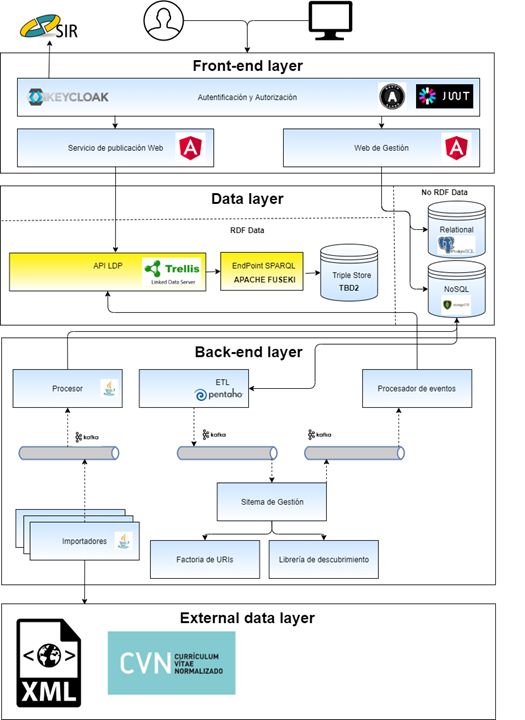 SIR
Front-end layer
KEYCLOAK
Autentificación y Autorización
JWT
Servicio de publicación Web
Web de Gestión
Data layer
No RDF Data
RDF Data
Relational
PostgreSQL
API LDP
Trellis
Linked Data Server
EndPoint SPARQL
APACHE FUSEKI
Triple Store
TBD2
NoSQL
mongoDB
Back-end layer
Procesor
ETL
pentaho
Procesador de eventos
kafka
kafka
kafka
Sitema de Gestión
Importadores
Factoria de URIs
Librería de descubrimiento
External data layer
XML
CVN
CURRÍCULUM
VÍTAE
NORMALIZADO